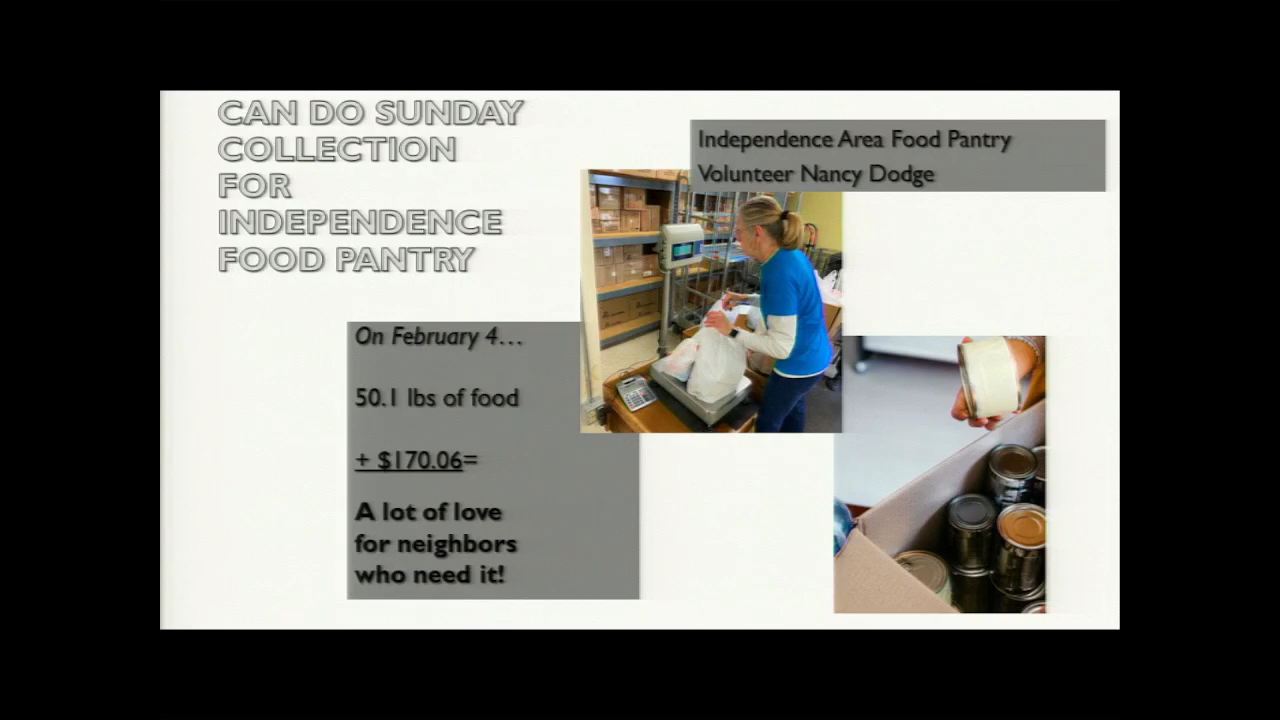 CAN DO SUNDAY
COLLECTION
FOR
INDEPENDENCE
FOOD PANTRY
Independence Area Food Pantry
Volunteer Nancy Dodge
On February 4…
50.1 lbs of food
+ $170.06=
A lot of love
for neighbors
who need it!